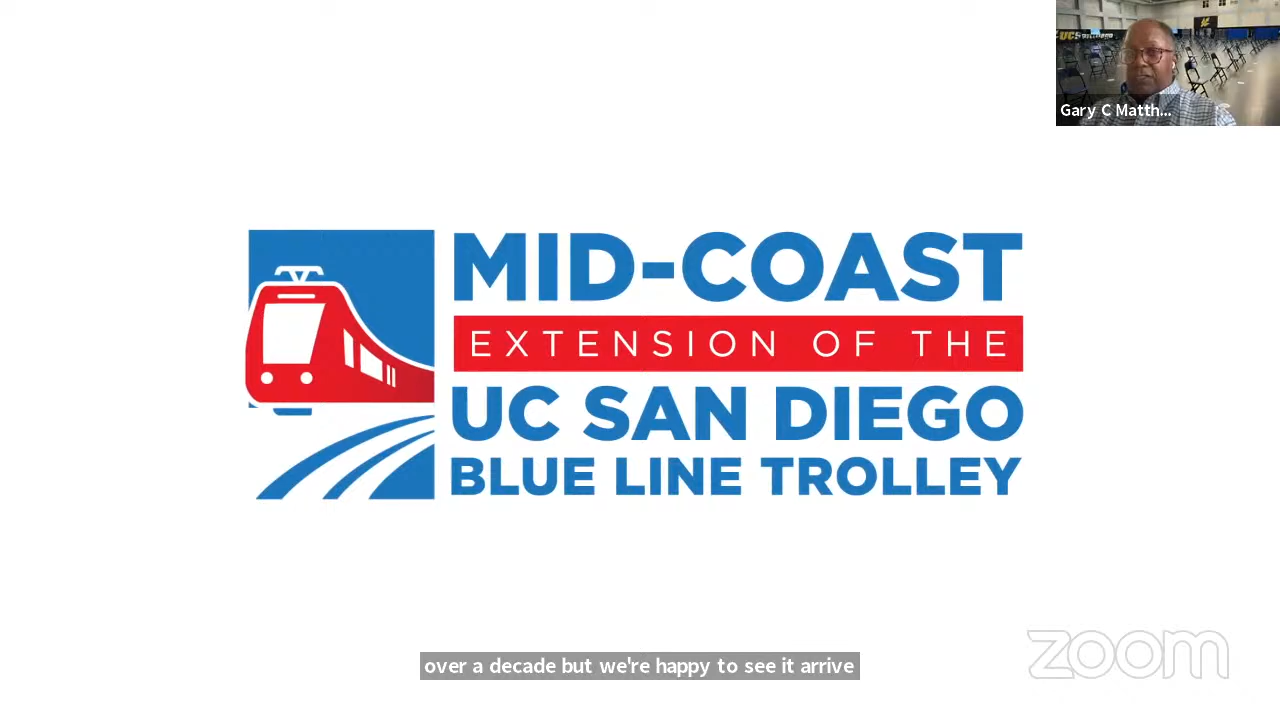 Gary C Matth...
MID-COAST
EXTENSION OF THE
UC SAN DIEGO
BLUE LINE TROLLEY
over a decade but we're happy to see it arrive
zoom